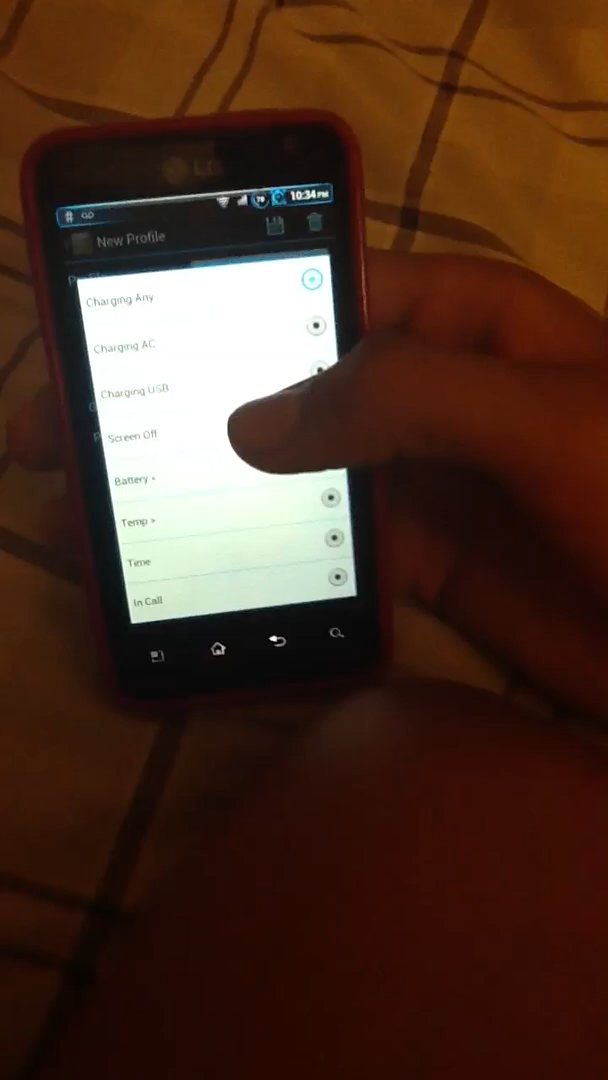 LG
# 78 10:34 PM
New Profile
Charging Any
Charging AC
Charging USB
Screen Off
Battery <
Temp >
Time
In Call